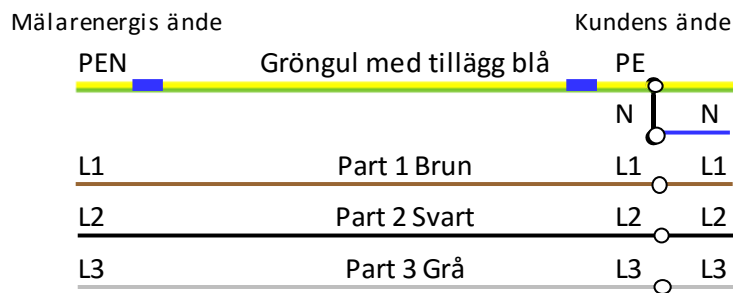 Mälarenergis ände Kundens ände
PEN Gröngul med tillägg blå PE
N N
L1 Part 1 Brun L1 L1
L2 Part 2 Svart L2 L2
L3 Part 3 Grå L3 L3